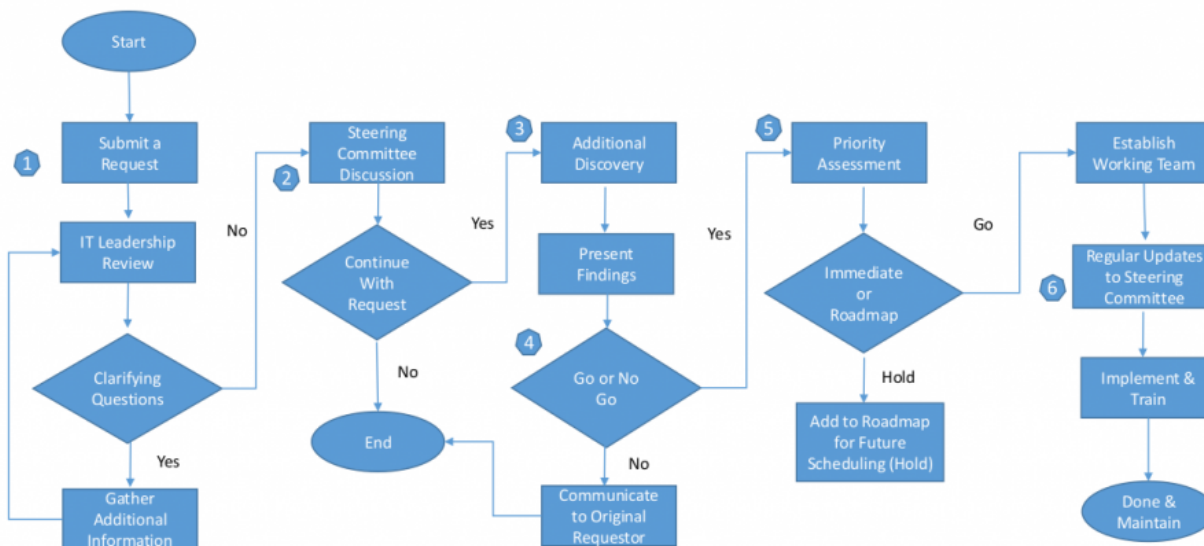 Start
1
Submit a
Request
IT Leadership
Review
Clarifying
Questions
Yes
Gather
Additional
Information
No
2
Steering
Committee
Discussion
Continue
With
Request
No
End
Yes
3
Additional
Discovery
Present
Findings
4
Go or No
Go
No
Communicate
to Original
Requestor
Yes
5
Priority
Assessment
Immediate
or
Roadmap
Hold
Add to Roadmap
for Future
Scheduling (Hold)
Go
Establish
Working Team
6
Regular Updates
to Steering
Committee
Implement &
Train
Done &
Maintain